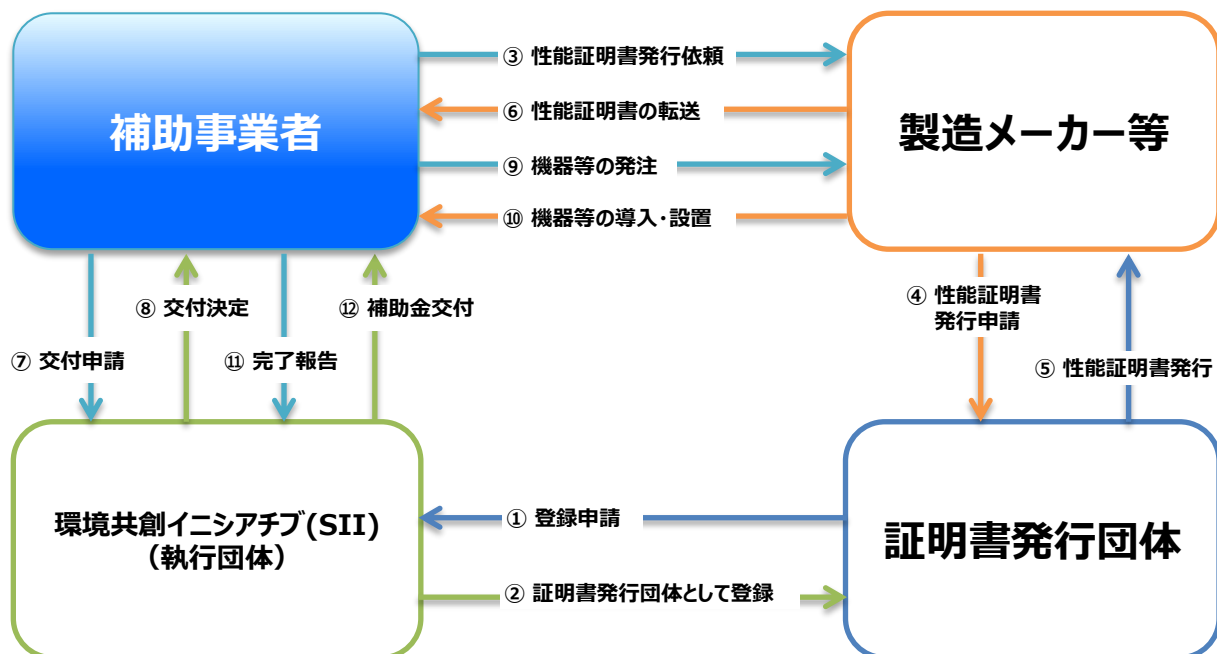 ③ 性能証明書発行依頼
⑥ 性能証明書の転送
補助事業者
製造メーカー等
⑨ 機器等の発注
⑩ 機器等の導入・設置
⑧ 交付決定
⑫ 補助金交付
④ 性能証明書
発行申請
⑦ 交付申請
⑪ 完了報告
⑤ 性能証明書発行
環境共創イニシアチブ(SII)
（執行団体）
① 登録申請
証明書発行団体
② 証明書発行団体として登録